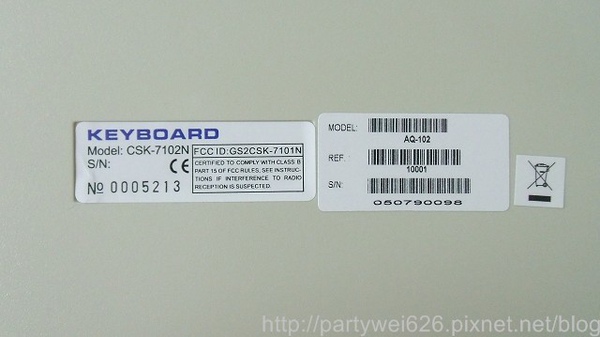 KEYBOARD
Model: CSK-7102N
S/N:
CE
No 0005213
FCC ID:GS2CSK-7101N
CERTIFIED TO COMPLY WITH CLASS B
PART 15 OF FCC RULES, SEE INSTRUC-
TIONS IF INTERFERENCE TO RADIO
RECEPTION IS SUSPECTED.
MODEL:
AQ-102
REF.
10001
S/N:
050790098
http://partywei626.pixnet.net/blog